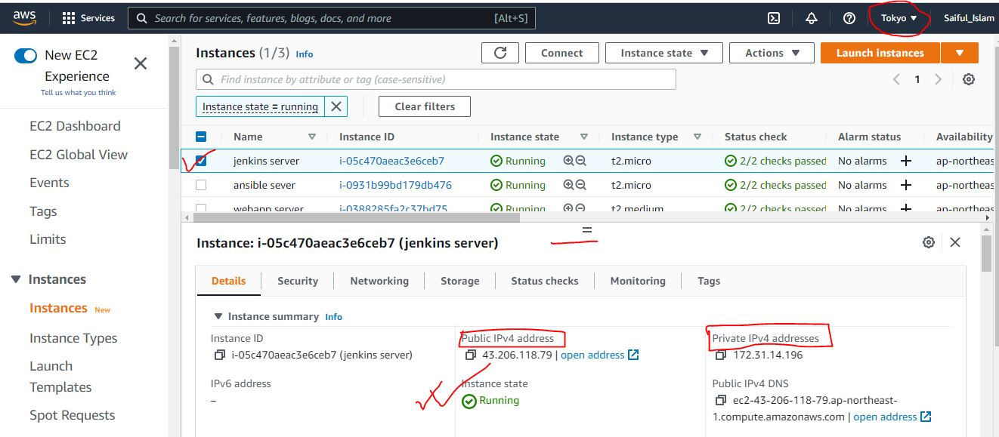 aws
Services
Search for services, features, blogs, docs, and more
[Alt+S]
Tokyo
Saiful_Islam
New EC2
Experience
Tell us what you think
EC2 Dashboard
EC2 Global View
Events
Tags
Limits
Instances
Instances New
Instance Types
Launch
Templates
Spot Requests
Instances (1/3) Info
Connect
Instance state
Actions
Launch instances
Find instance by attribute or tag (case-sensitive)
1
Instance state = running
Clear filters
Name Instance ID Instance state Instance type Status check Alarm status Availability
jenkins server i-05c470aeac3e6ceb7 Running t2.micro 2/2 checks passed No alarms + ap-northeas
ansible sever i-0931b99bd179db476 Running t2.micro 2/2 checks passed No alarms + ap-northeas
webapp server i-0388285fa2c37bd75 Running t2.medium 2/2 checks passed No alarms + ap-northeas
Instance: i-05c470aeac3e6ceb7 (jenkins server)
Details Security Networking Storage Status checks Monitoring Tags
Instance summary Info
Instance ID
i-05c470aeac3e6ceb7 (jenkins server)
Public IPv4 address
43.206.118.79 | open address
Private IPv4 addresses
172.31.14.196
IPv6 address
–
Instance state
Running
Public IPv4 DNS
ec2-43-206-118-79.ap-northeast-
1.compute.amazonaws.com | open address